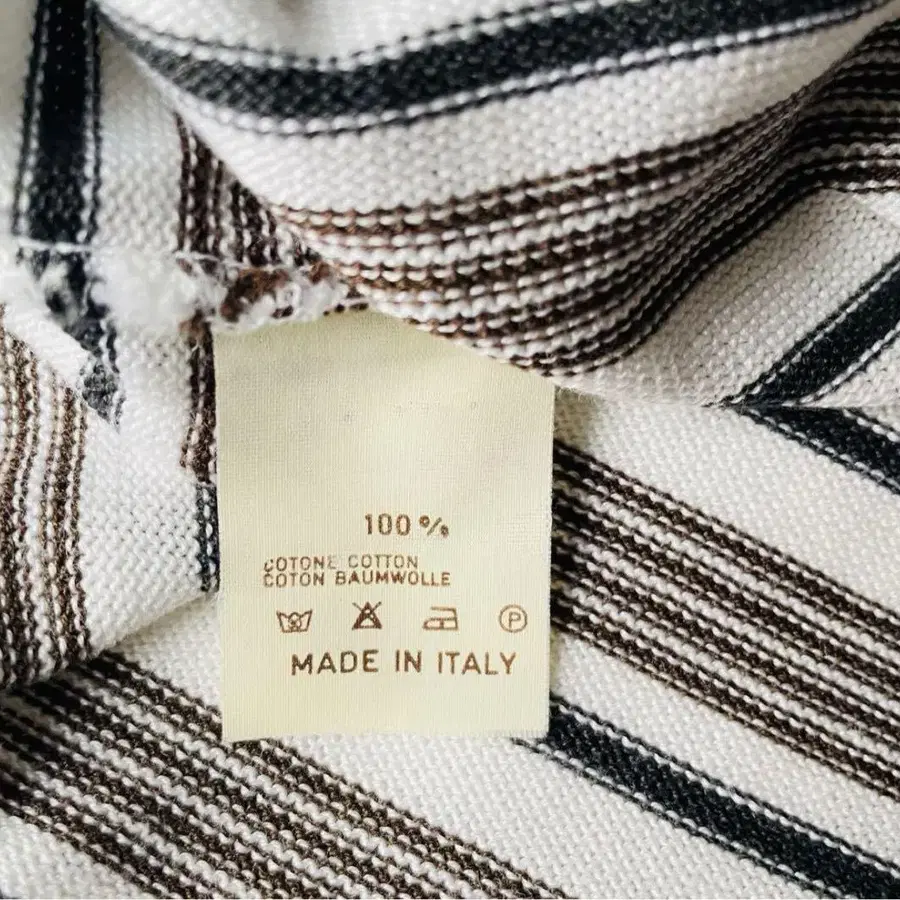 100%
COTONE COTTON
COTON BAUMWOLLE
P
MADE IN ITALY